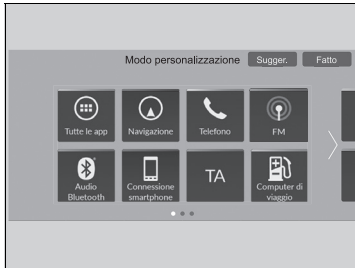 Modo personalizzazione Sugger. Fatto
Tutte le app
Navigazione
Telefono
FM
Audio
Bluetooth
Connessione
smartphone
TA
Computer di
viaggio